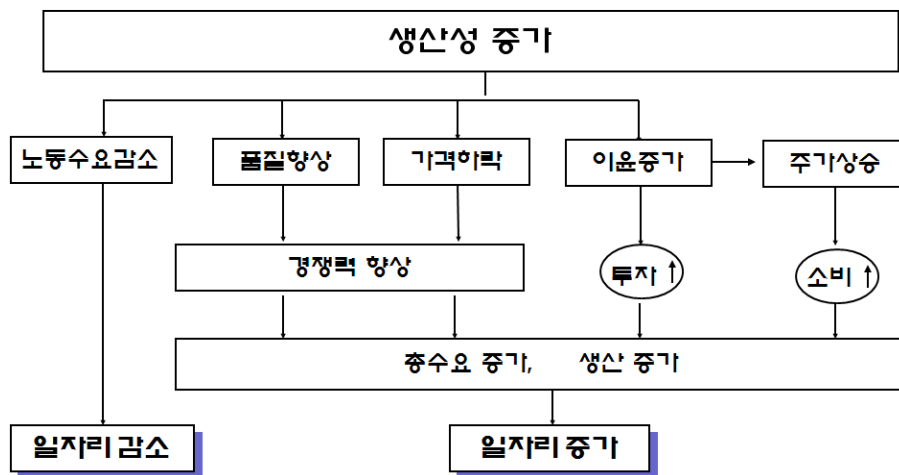 생산성 증가
노동수요감소
품질향상
가격하락
이윤증가
주가상승
경쟁력 향상
투자↑
소비↑
총수요 증가, 생산 증가
일자리 감소
일자리 증가